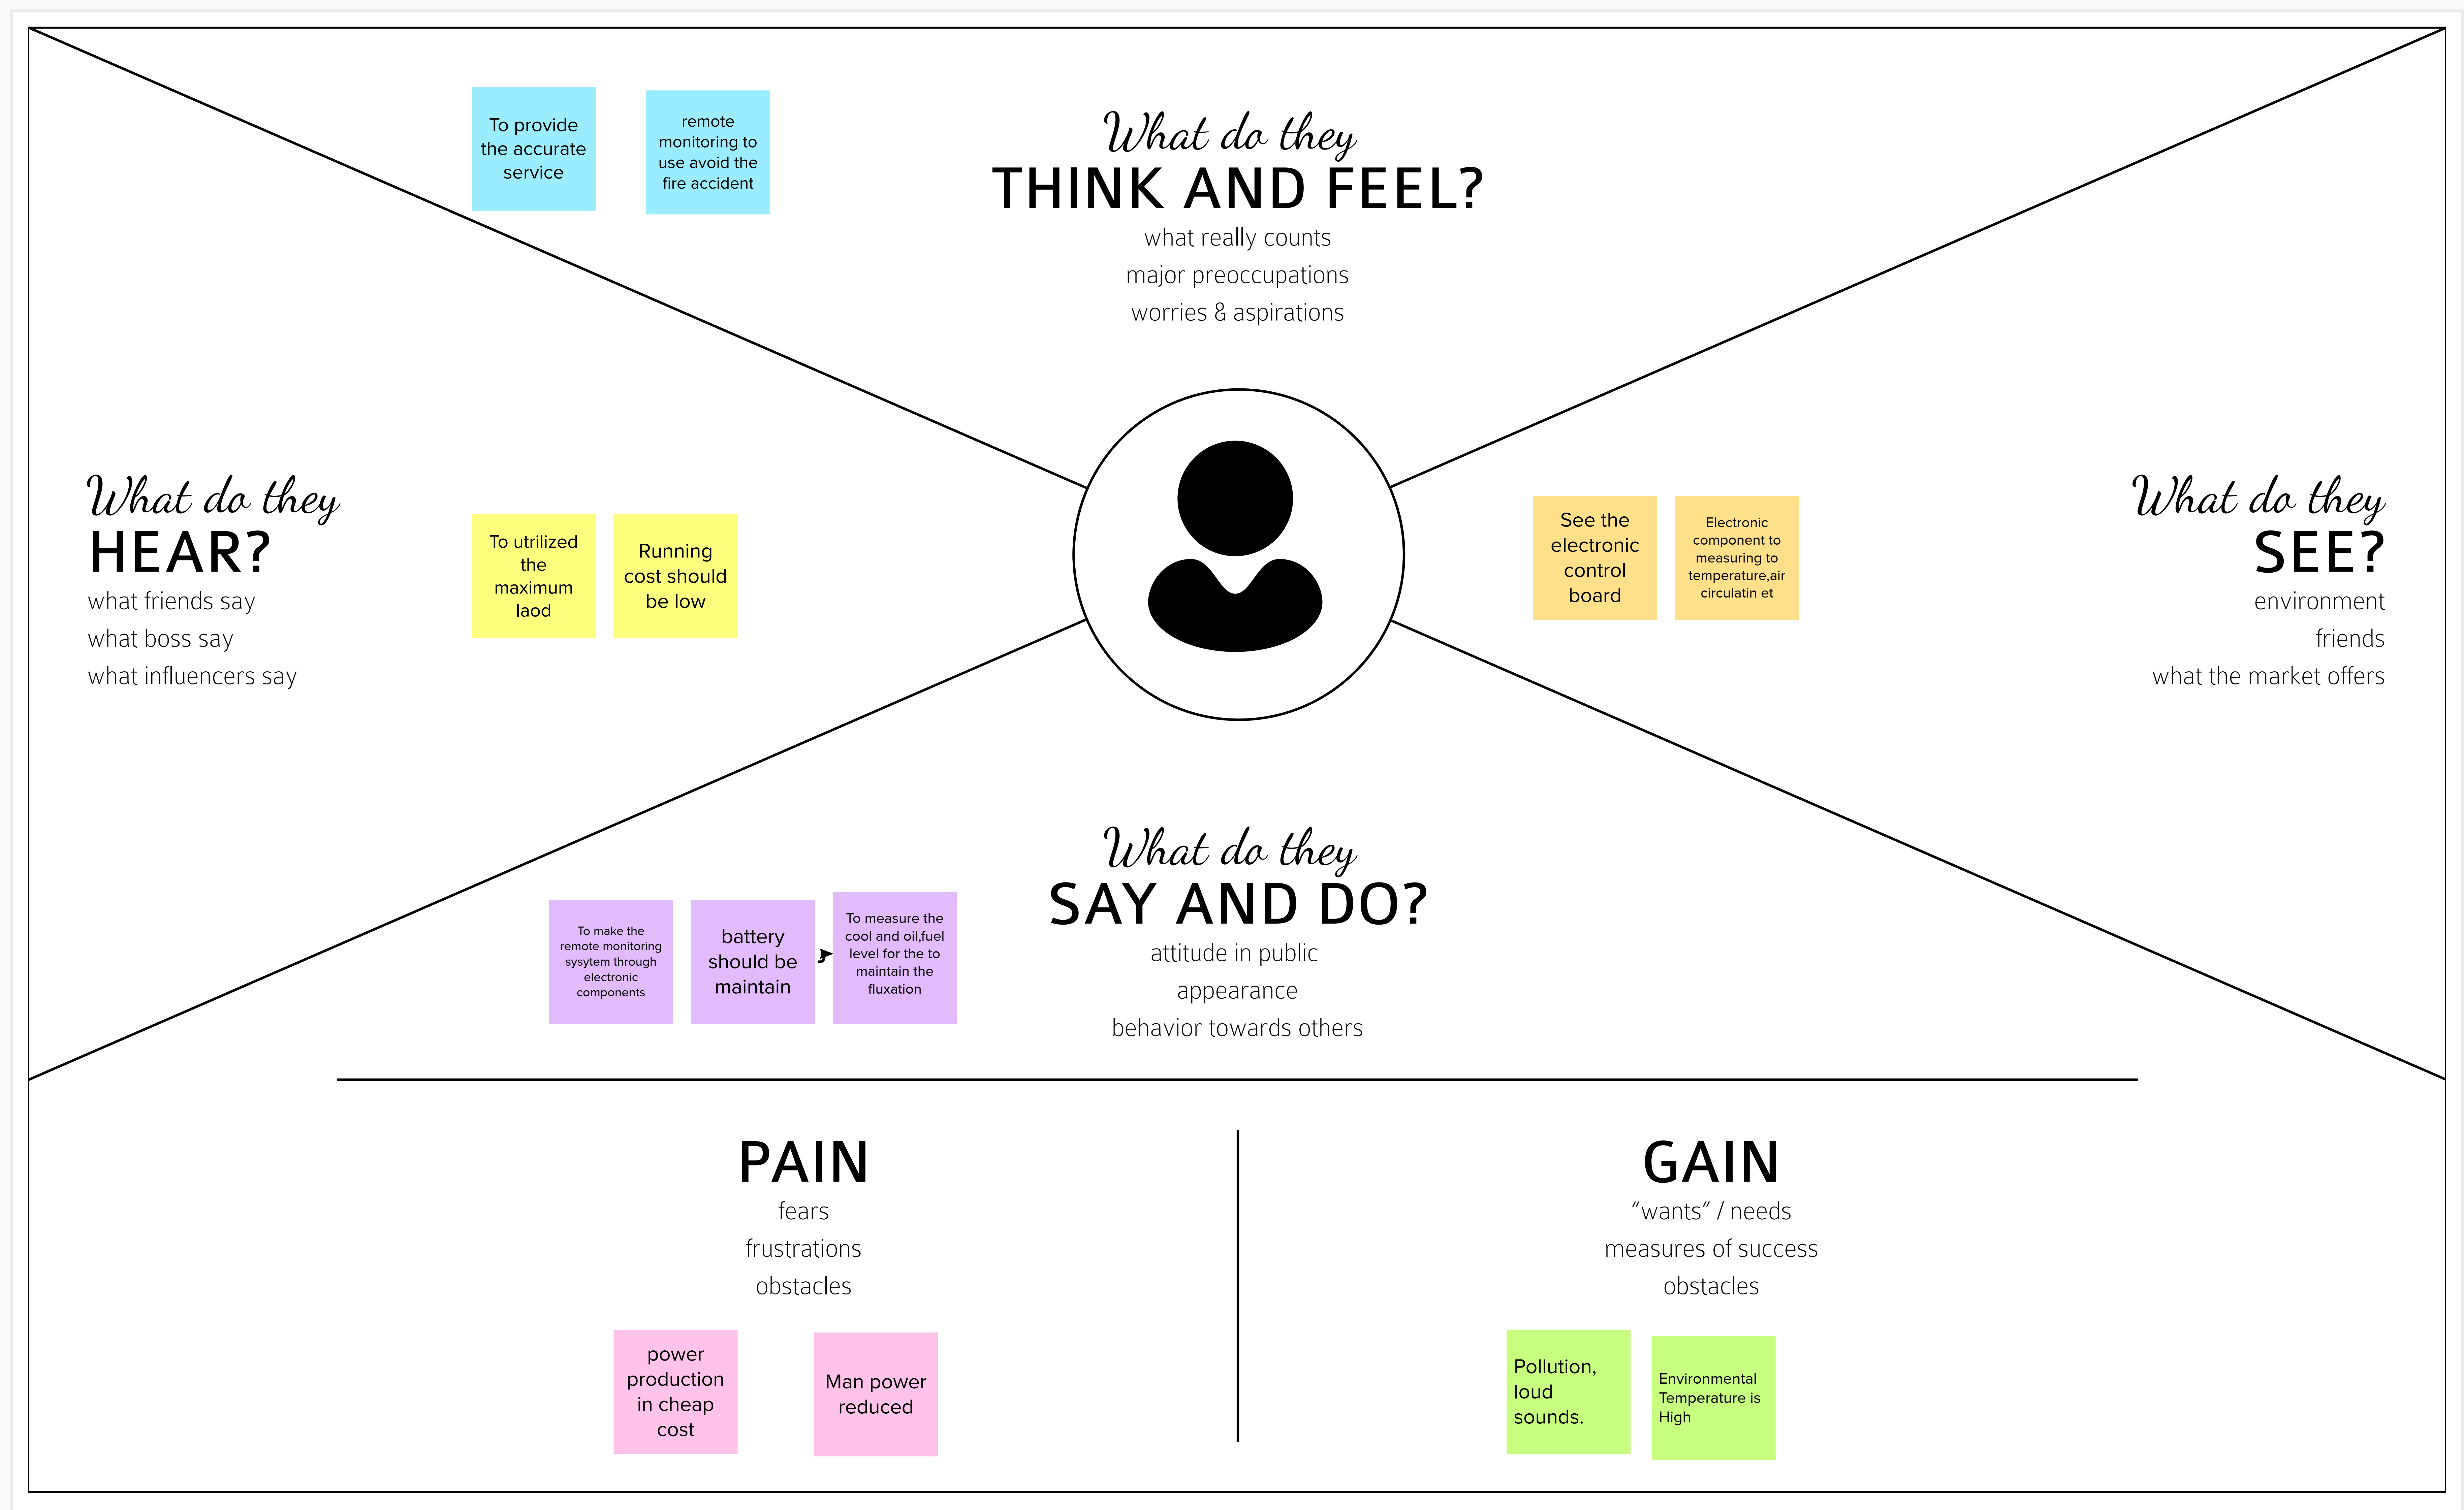 To provide
the accurate
service
remote
monitoring to
use avoid the
fire accident
What do they
THINK AND FEEL?
what really counts
major preoccupations
worries & aspirations
What do they
HEAR?
what friends say
what boss say
what influencers say
To utrilized
the
maximum
laod
Running
cost should
be low
See the
electronic
control
board
Electronic
component to
measuring to
temperature,air
circulatin et
What do they
SEE?
environment
friends
what the market offers
What do they
SAY AND DO?
attitude in public
appearance
behavior towards others
To make the
remote monitoring
sysytem through
electronic
components
battery
should be
maintain
To measure the
cool and oil,fuel
level for the to
maintain the
fluxation
PAIN
fears
frustrations
obstacles
power
production
in cheap
cost
Man power
reduced
GAIN
“wants” / needs
measures of success
obstacles
Pollution,
loud
sounds.
Environmental
Temperature is
High